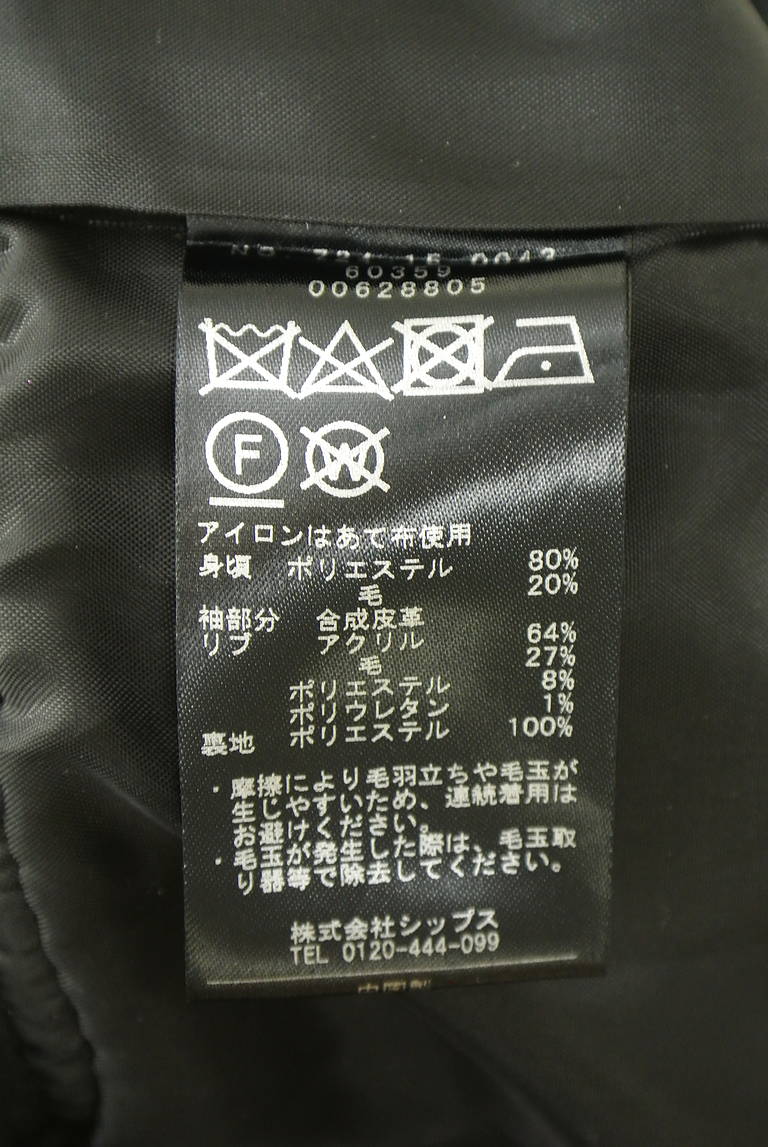 No. 721 15 0043
60359
00628805
F W
アイロンはあて布使用
身頃 ポリエステル 80%
毛 20%
袖部分 合成皮革
リブ アクリル 64%
毛 27%
ポリエステル 8%
ポリウレタン 1%
裏地 ポリエステル 100%
・摩擦により毛羽立ちや毛玉が
生じやすいため、連続着用は
お避けください。
・毛玉が発生した際は、毛玉取
り器等で除去してください。
株式会社シップス
TEL 0120-444-099